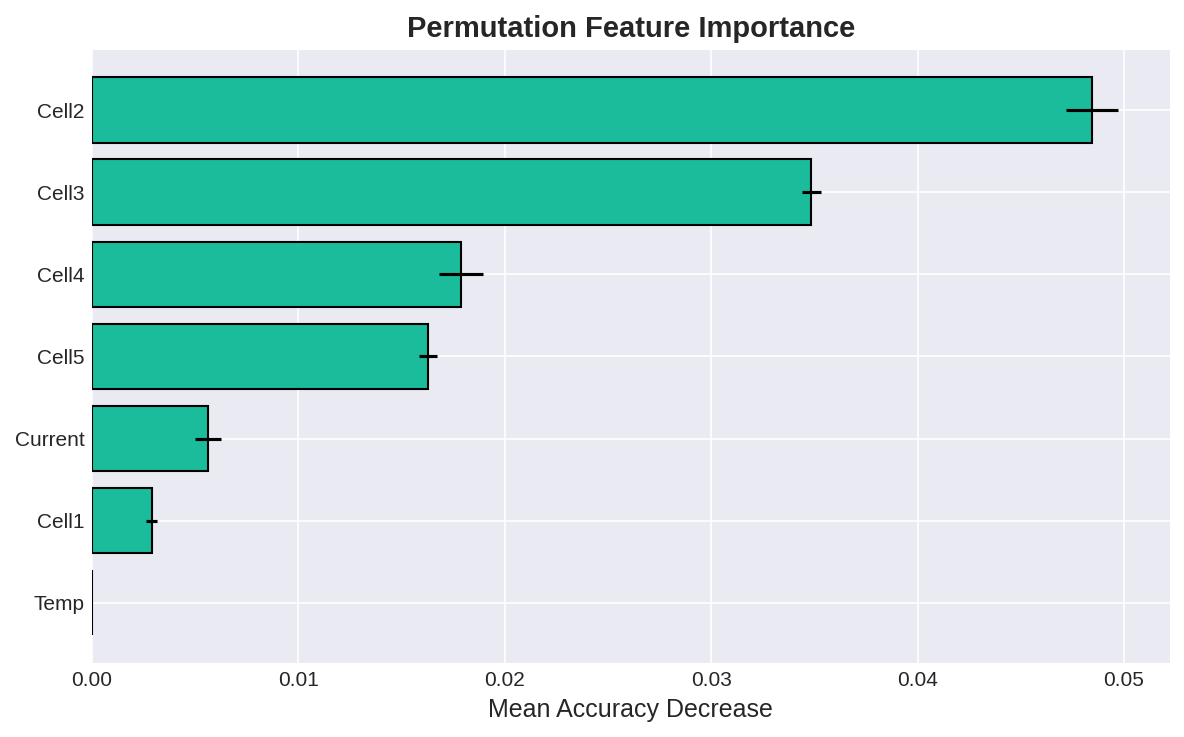 Permutation Feature Importance
Cell2
Cell3
Cell4
Cell5
Current
Cell1
Temp
0.00 0.01 0.02 0.03 0.04 0.05
Mean Accuracy Decrease